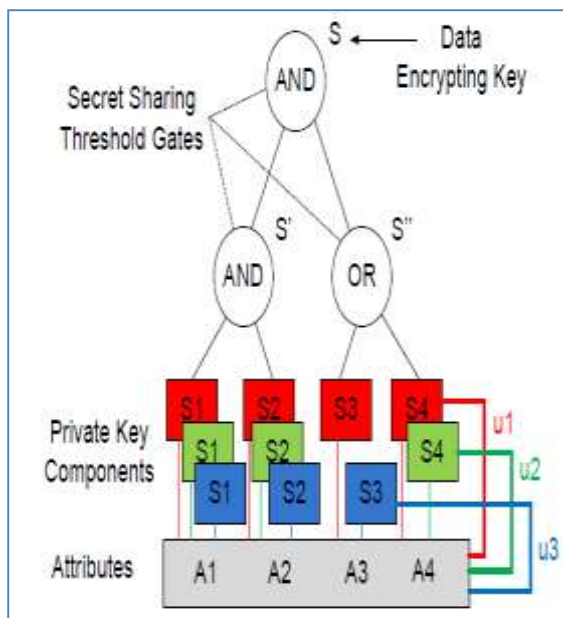 S
Data
Encrypting Key
AND
Secret Sharing
Threshold Gates
S'
S''
AND
OR
S1
S2
S3
S4
Private Key
Components
S1
S2
S4
S1
S2
S3
u1
u2
u3
Attributes
A1
A2
A3
A4